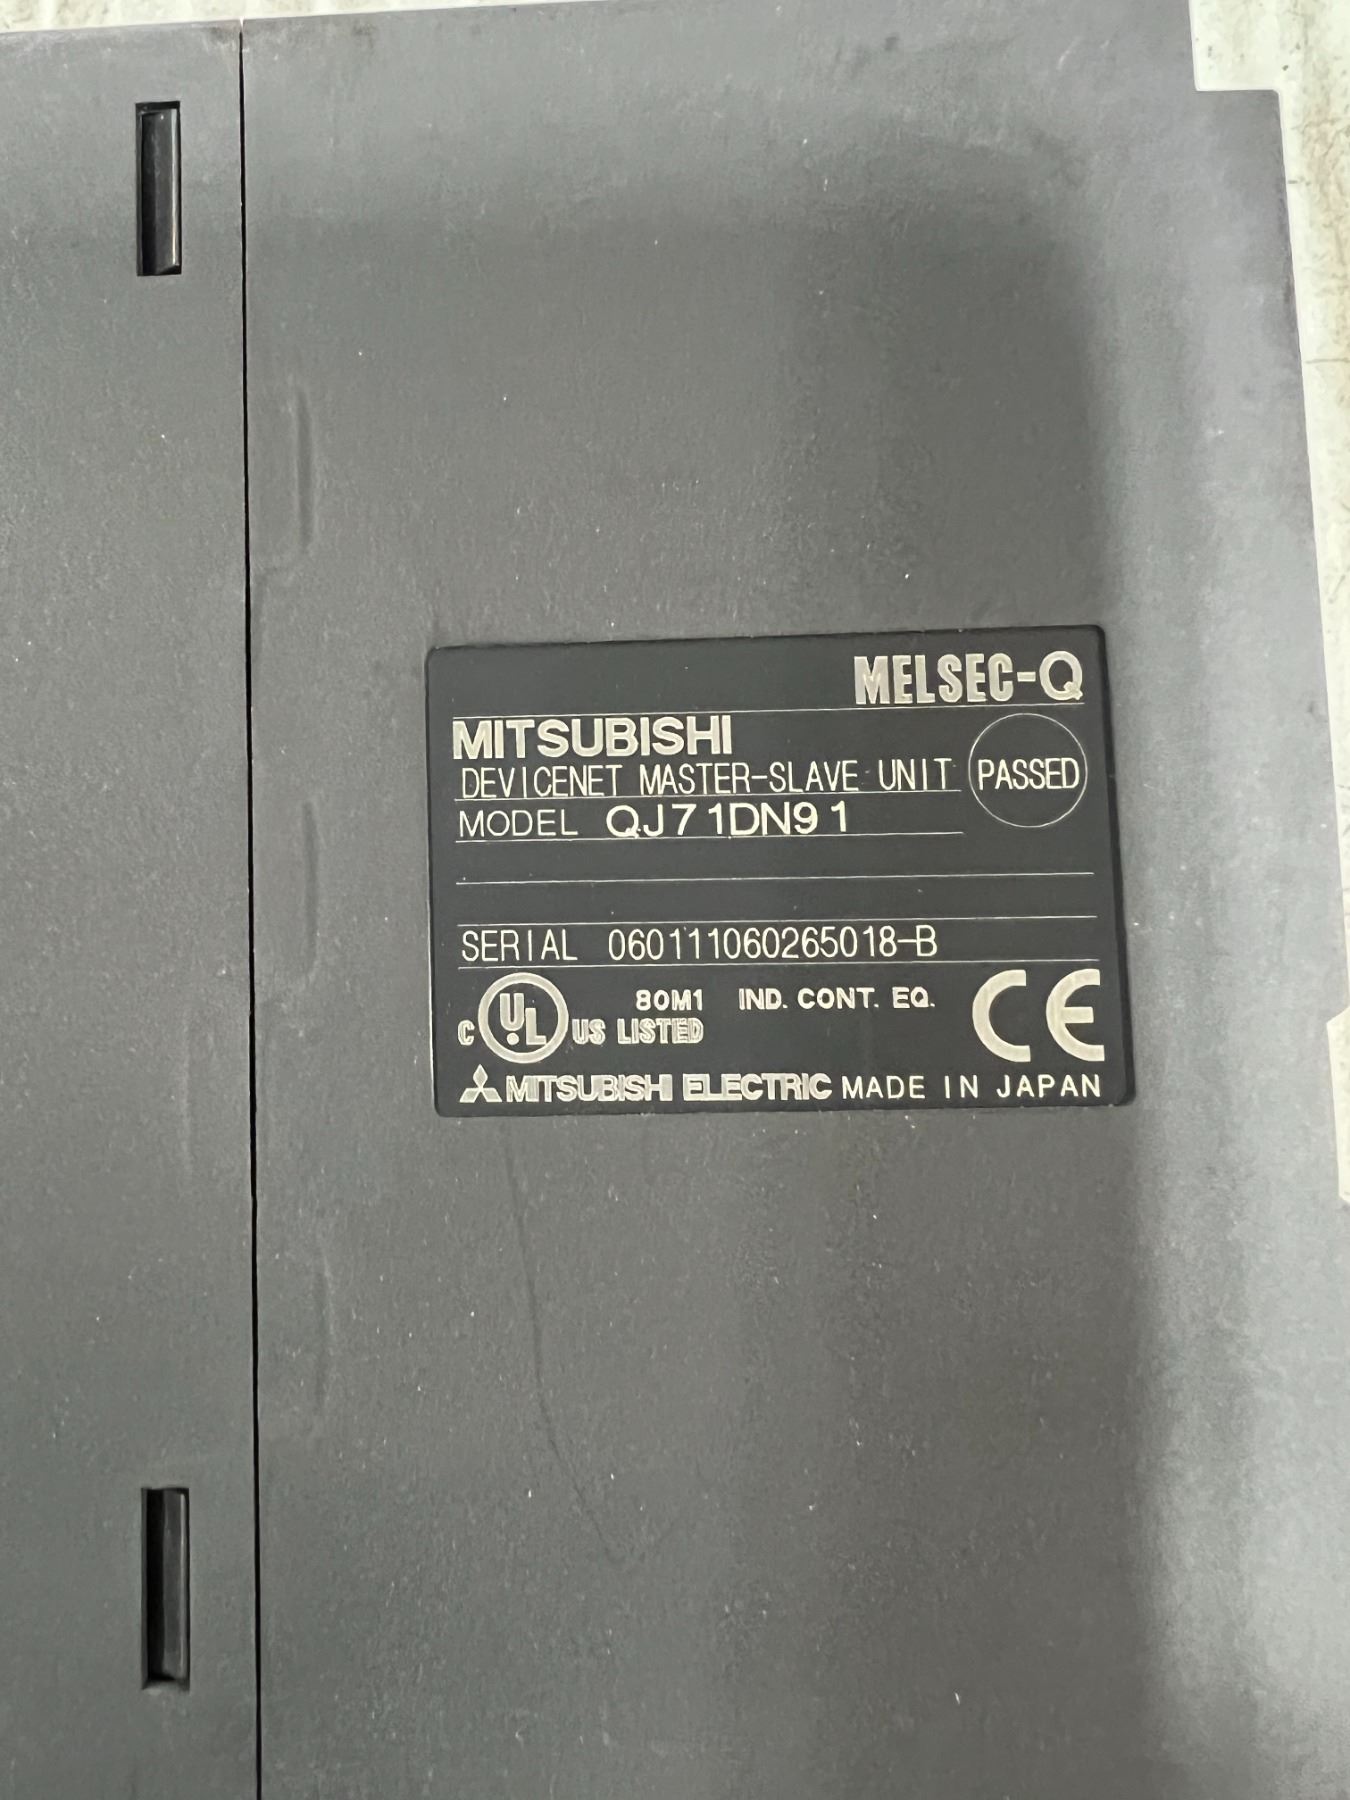 MELSEC-Q
MITSUBISHI
DEVICENET MASTER-SLAVE UNIT PASSED
MODEL QJ71DN91
SERIAL 060111060265018-B
C UL US LISTED 80M1 IND. CONT. EQ. CE
MITSUBISHI ELECTRIC MADE IN JAPAN